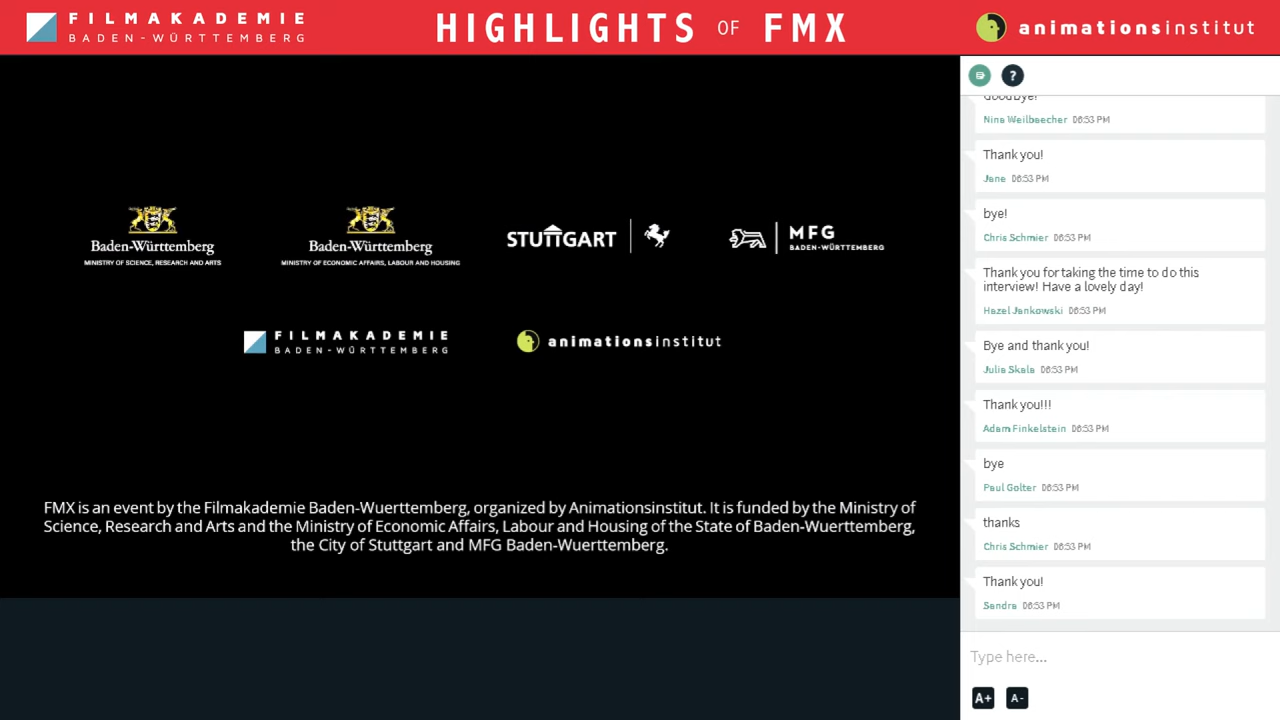 FILMAKADEMIE
BADEN-WÜRTTEMBERG
HIGHLIGHTS OF FMX
animationsinstitut
?
Goodbye!
Nina Weilbaecher 06:53 PM
Thank you!
Jane 06:53 PM
bye!
Chris Schmier 06:53 PM
Thank you for taking the time to do this
interview! Have a lovely day!
Hazel Jankowski 06:53 PM
Bye and thank you!
Julia Skala 06:53 PM
Thank you!!!
Adam Finkelstein 06:53 PM
bye
Paul Golter 06:53 PM
thanks
Chris Schmier 06:53 PM
Thank you!
Sandra 06:53 PM
Type here...
A+ A-
Baden-Württemberg
MINISTRY OF SCIENCE, RESEARCH AND ARTS
Baden-Württemberg
MINISTRY OF ECONOMIC AFFAIRS, LABOUR AND HOUSING
STUTTGART
MFG
BADEN-WÜRTTEMBERG
FILMAKADEMIE
BADEN-WÜRTTEMBERG
animationsinstitut
FMX is an event by the Filmakademie Baden-Wuerttemberg, organized by Animationsinstitut. It is funded by the Ministry of
Science, Research and Arts and the Ministry of Economic Affairs, Labour and Housing of the State of Baden-Wuerttemberg,
the City of Stuttgart and MFG Baden-Wuerttemberg.